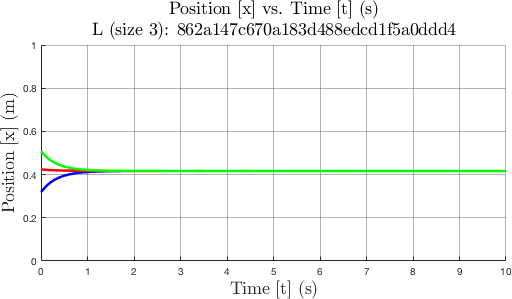 Position [x] vs. Time [t] (s)
L (size 3): 862a147c670a183d488edcd1f5a0ddd4
Position [x] (m)
1
0.8
0.6
0.4
0.2
0
0 1 2 3 4 5 6 7 8 9 10
Time [t] (s)